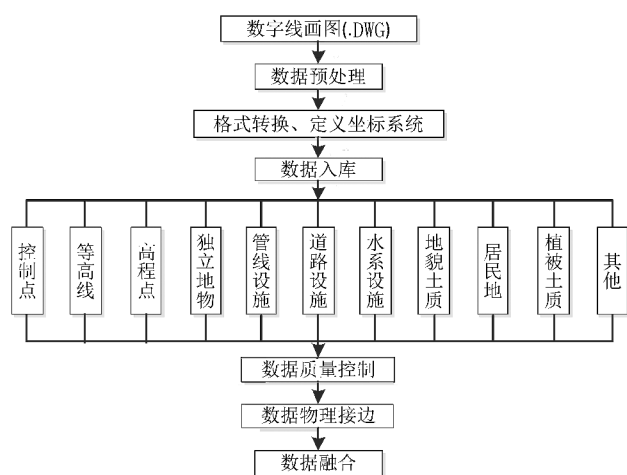 数字线画图(.DWG)
数据预处理
格式转换、定义坐标系统
数据入库
控制点
等高线
高程点
独立地物
管线设施
道路设施
水系设施
地貌土质
居民地
植被土质
其他
数据质量控制
数据物理接边
数据融合